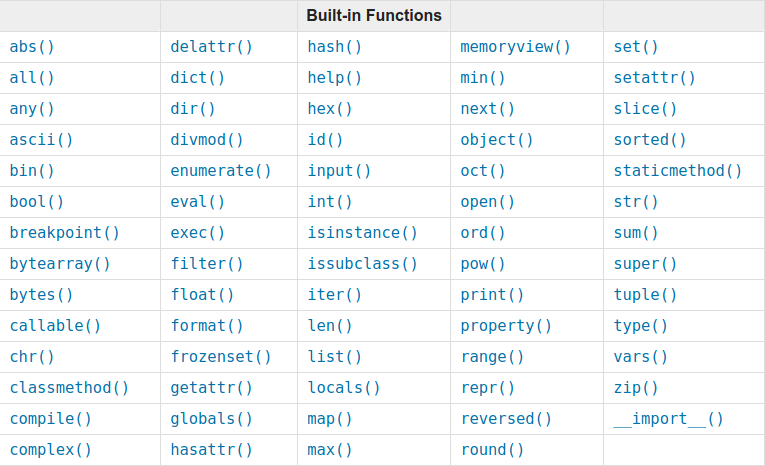 Built-in Functions
abs() delattr() hash() memoryview() set()
all() dict() help() min() setattr()
any() dir() hex() next() slice()
ascii() divmod() id() object() sorted()
bin() enumerate() input() oct() staticmethod()
bool() eval() int() open() str()
breakpoint() exec() isinstance() ord() sum()
bytearray() filter() issubclass() pow() super()
bytes() float() iter() print() tuple()
callable() format() len() property() type()
chr() frozenset() list() range() vars()
classmethod() getattr() locals() repr() zip()
compile() globals() map() reversed() __import__()
complex() hasattr() max() round()